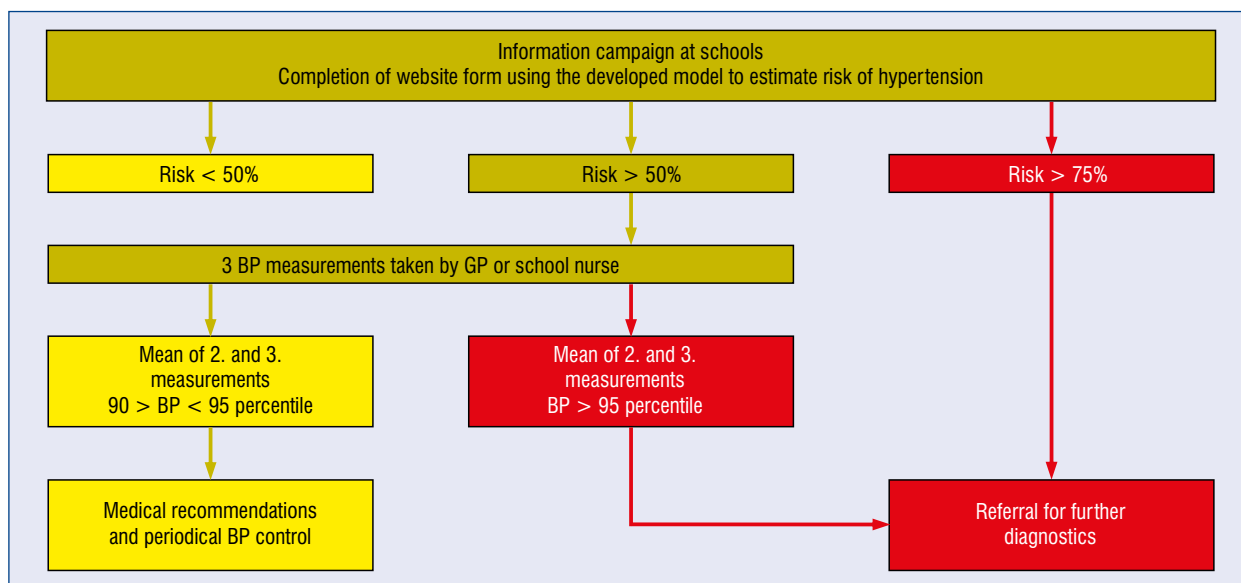 Information campaign at schools
Completion of website form using the developed model to estimate risk of hypertension
Risk < 50%
Risk > 50%
Risk > 75%
3 BP measurements taken by GP or school nurse
Mean of 2. and 3.
measurements
90 > BP < 95 percentile
Mean of 2. and 3.
measurements
BP > 95 percentile
Medical recommendations
and periodical BP control
Referral for further
diagnostics